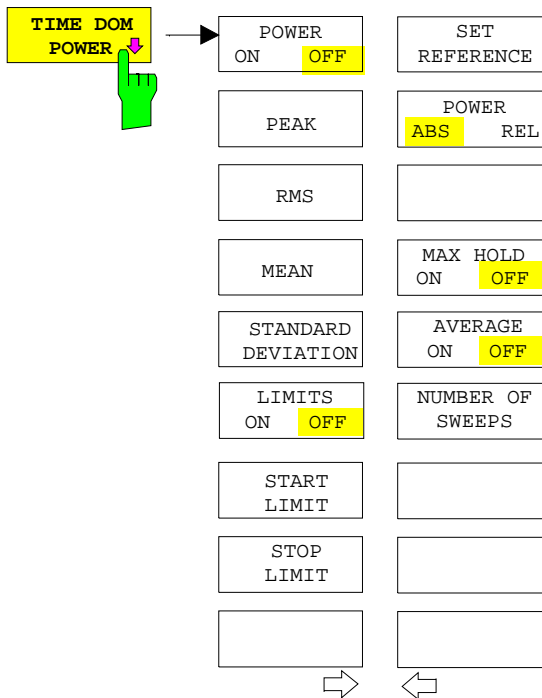 TIME DOM
POWER
POWER
ON OFF
PEAK
RMS
MEAN
STANDARD
DEVIATION
LIMITS
ON OFF
START
LIMIT
STOP
LIMIT
SET
REFERENCE
POWER
ABS REL
MAX HOLD
ON OFF
AVERAGE
ON OFF
NUMBER OF
SWEEPS